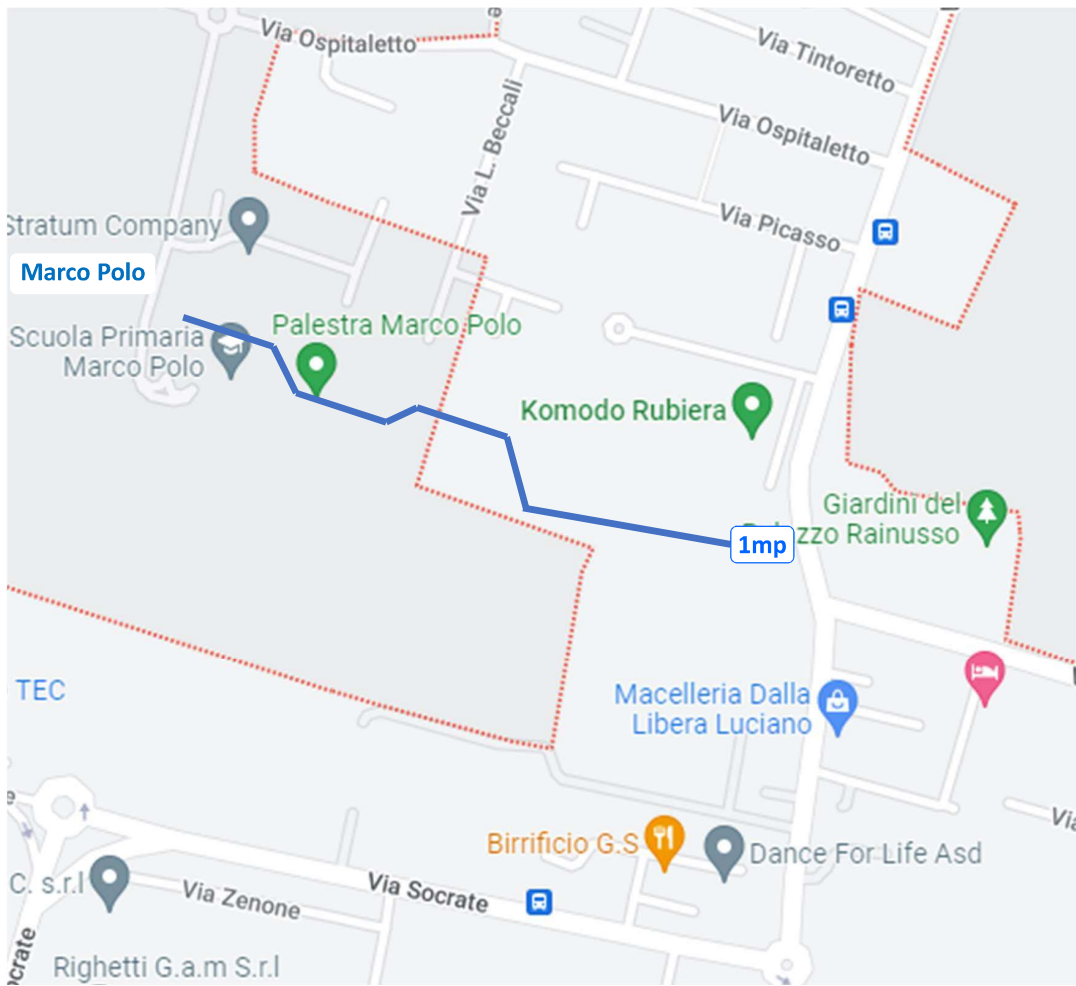 Via Ospitaletto
Via Tintoretto
Via L. Beccali
Via Ospitaletto
Via Picasso
Stratum Company
Marco Polo
Palestra Marco Polo
Scuola Primaria
Marco Polo
Komodo Rubiera
Giardini del
zzo Rainusso
1mp
TEC
Macelleria Dalla
Libera Luciano
Via
Birrificio G.S
Dance For Life Asd
C. s.r.l
Via Zenone
Via Socrate
ocrate
Righetti G.a.m S.r.l